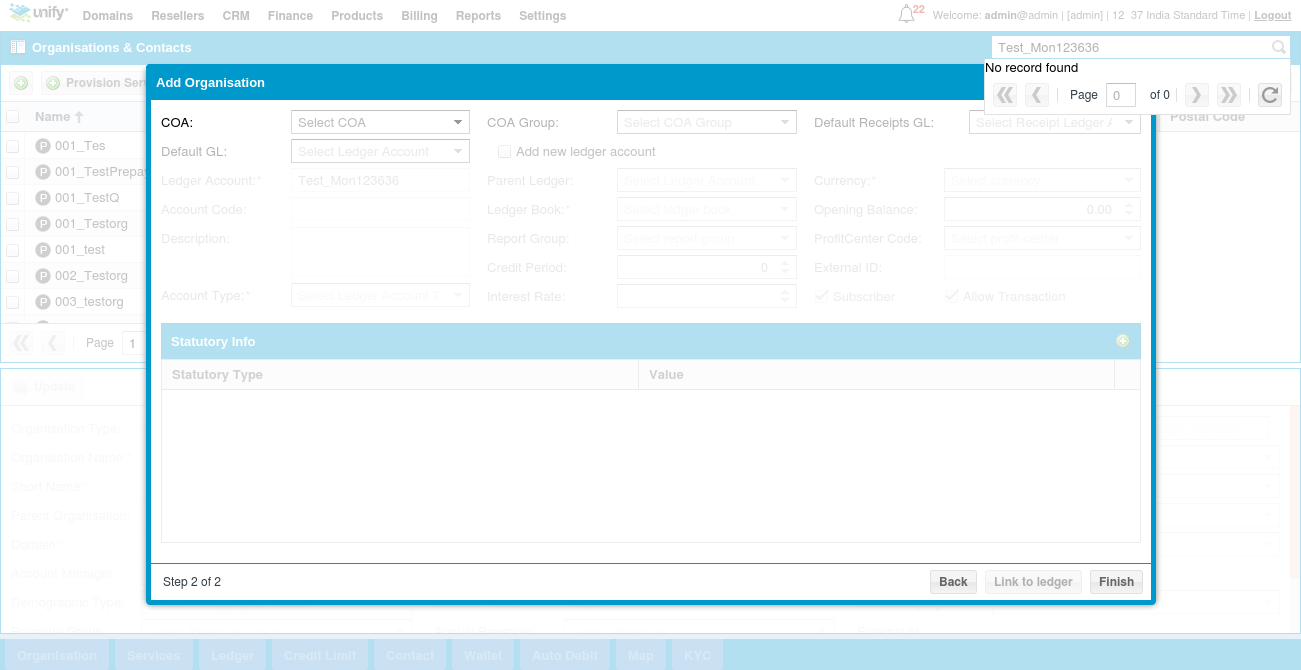 unify
Domains Resellers CRM Finance Products Billing Reports Settings
22
Welcome: admin@admin | [admin] | 12 37 India Standard Time | Logout
Organisations & Contacts
Test_Mon123636
No record found
Page 0 of 0
Provision Ser
Postal Code
Name
P 001_Tes
P 001_TestPrepa
P 001_TestQ
P 001_Testorg
P 001_test
P 002_Testorg
P 003_testorg
Page 1
Add Organisation
COA: Select COA COA Group: Select COA Group Default Receipts GL: Select Receipt Ledger A
Default GL: Select Ledger Account Add new ledger account
Ledger Account:* Test_Mon123636 Parent Ledger: Select Ledger Account Currency:* Select currency
Account Code: Ledger Book:* Select ledger book Opening Balance: 0.00
Description: Report Group: Select report group ProfitCenter Code: Select profit center
Credit Period: 0 External ID:
Account Type:* Select Ledger Account T Interest Rate: Subscriber Allow Transaction
Statutory Info
Statutory Type Value
Step 2 of 2
Back Link to ledger Finish
Update
Organisation Type:
Organisation Name:*
Short Name:*
Parent Organisation:
Domain:*
Account Manager:
Demographic Type:
Organisation Services Ledger Credit Limit Contact Wallet Auto Debit Map KYC